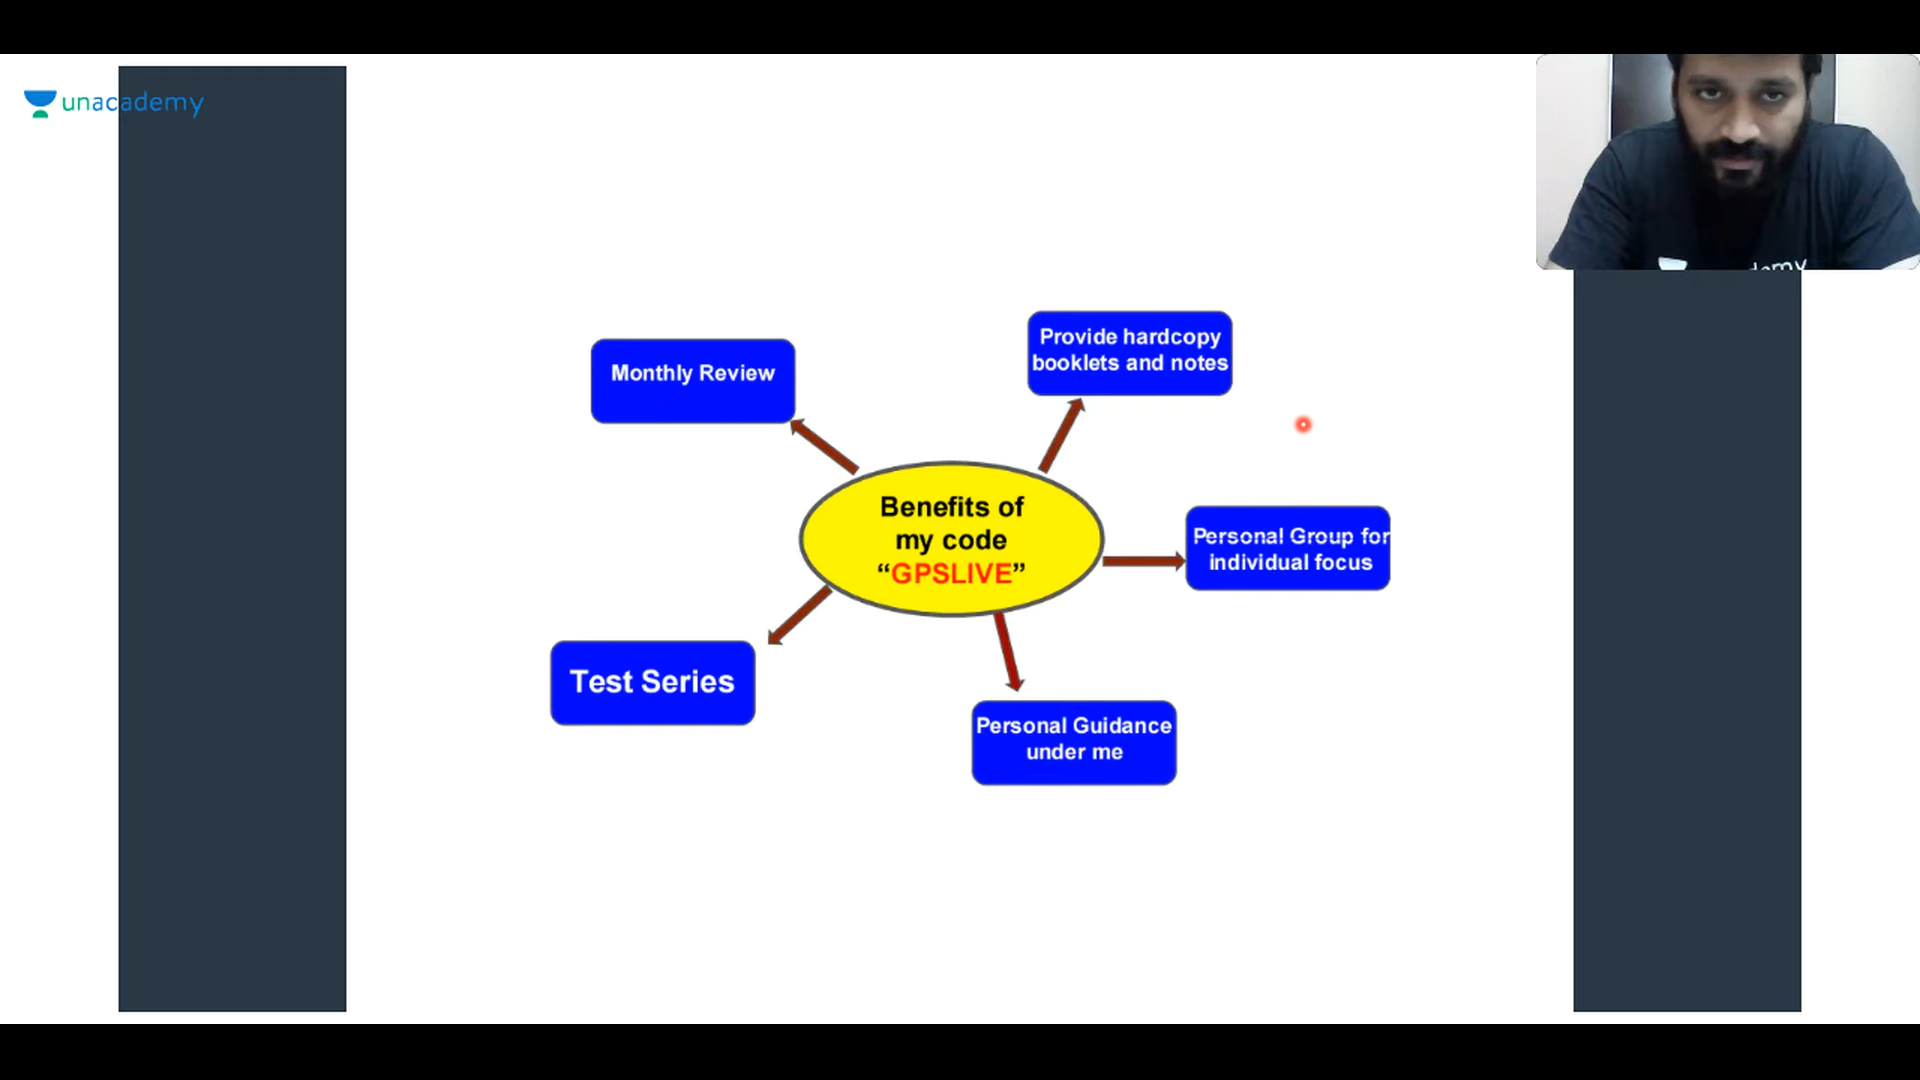 unacademy
Provide hardcopy
booklets and notes
Monthly Review
Benefits of
my code
“GPSLIVE”
Personal Group for
individual focus
Test Series
Personal Guidance
under me